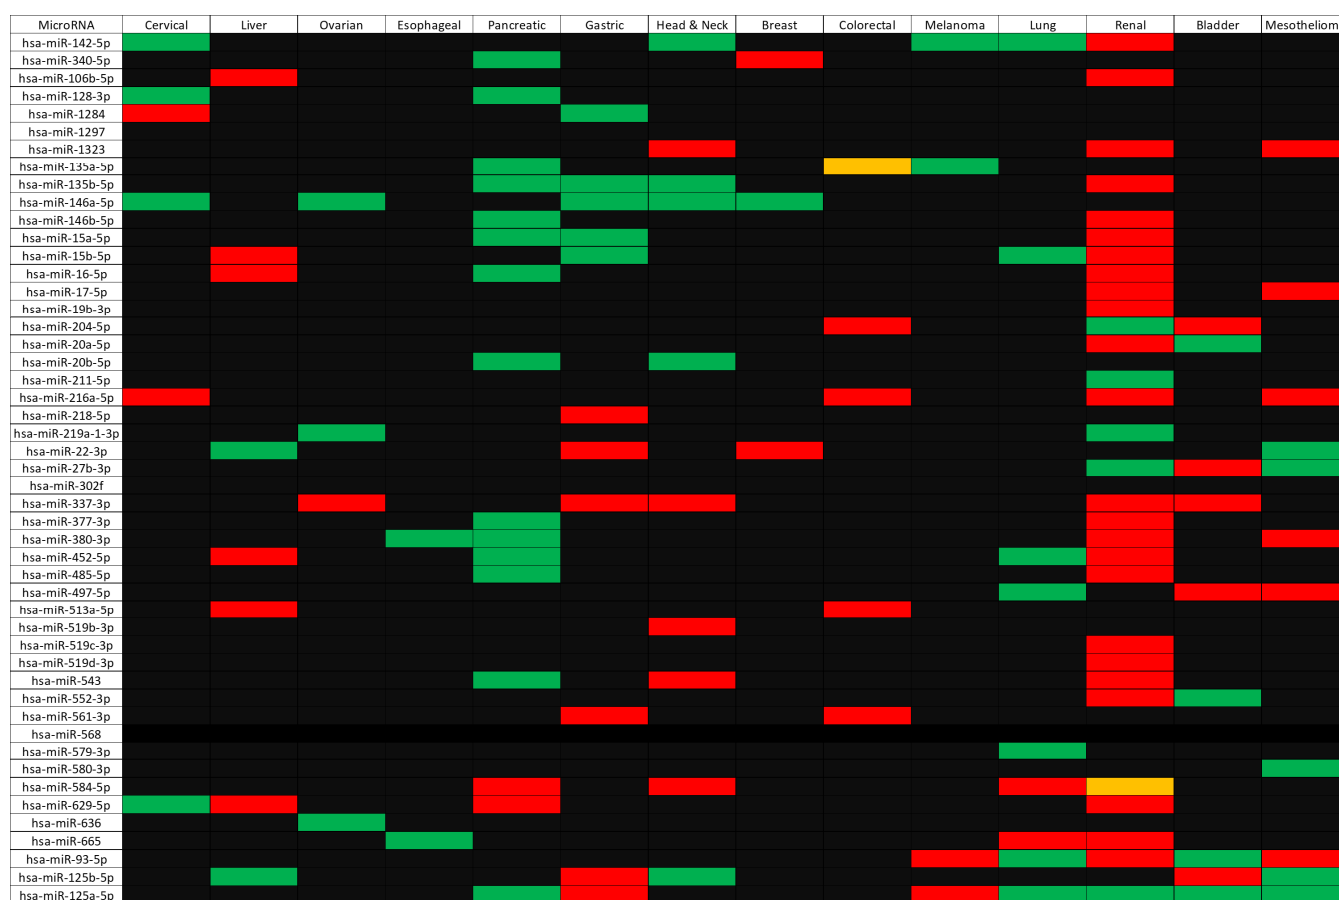 MicroRNA Cervical Liver Ovarian Esophageal Pancreatic Gastric Head & Neck Breast Colorectal Melanoma Lung Renal Bladder Mesotheliom
hsa-miR-142-5p
hsa-miR-340-5p
hsa-miR-106b-5p
hsa-miR-128-3p
hsa-miR-1284
hsa-miR-1297
hsa-miR-1323
hsa-miR-135a-5p
hsa-miR-135b-5p
hsa-miR-146a-5p
hsa-miR-146b-5p
hsa-miR-15a-5p
hsa-miR-15b-5p
hsa-miR-16-5p
hsa-miR-17-5p
hsa-miR-19b-3p
hsa-miR-204-5p
hsa-miR-20a-5p
hsa-miR-20b-5p
hsa-miR-211-5p
hsa-miR-216a-5p
hsa-miR-218-5p
hsa-miR-219a-1-3p
hsa-miR-22-3p
hsa-miR-27b-3p
hsa-miR-302f
hsa-miR-337-3p
hsa-miR-377-3p
hsa-miR-380-3p
hsa-miR-452-5p
hsa-miR-485-5p
hsa-miR-497-5p
hsa-miR-513a-5p
hsa-miR-519b-3p
hsa-miR-519c-3p
hsa-miR-519d-3p
hsa-miR-543
hsa-miR-552-3p
hsa-miR-561-3p
hsa-miR-568
hsa-miR-579-3p
hsa-miR-580-3p
hsa-miR-584-5p
hsa-miR-629-5p
hsa-miR-636
hsa-miR-665
hsa-miR-93-5p
hsa-miR-125b-5p
hsa-miR-125a-5p